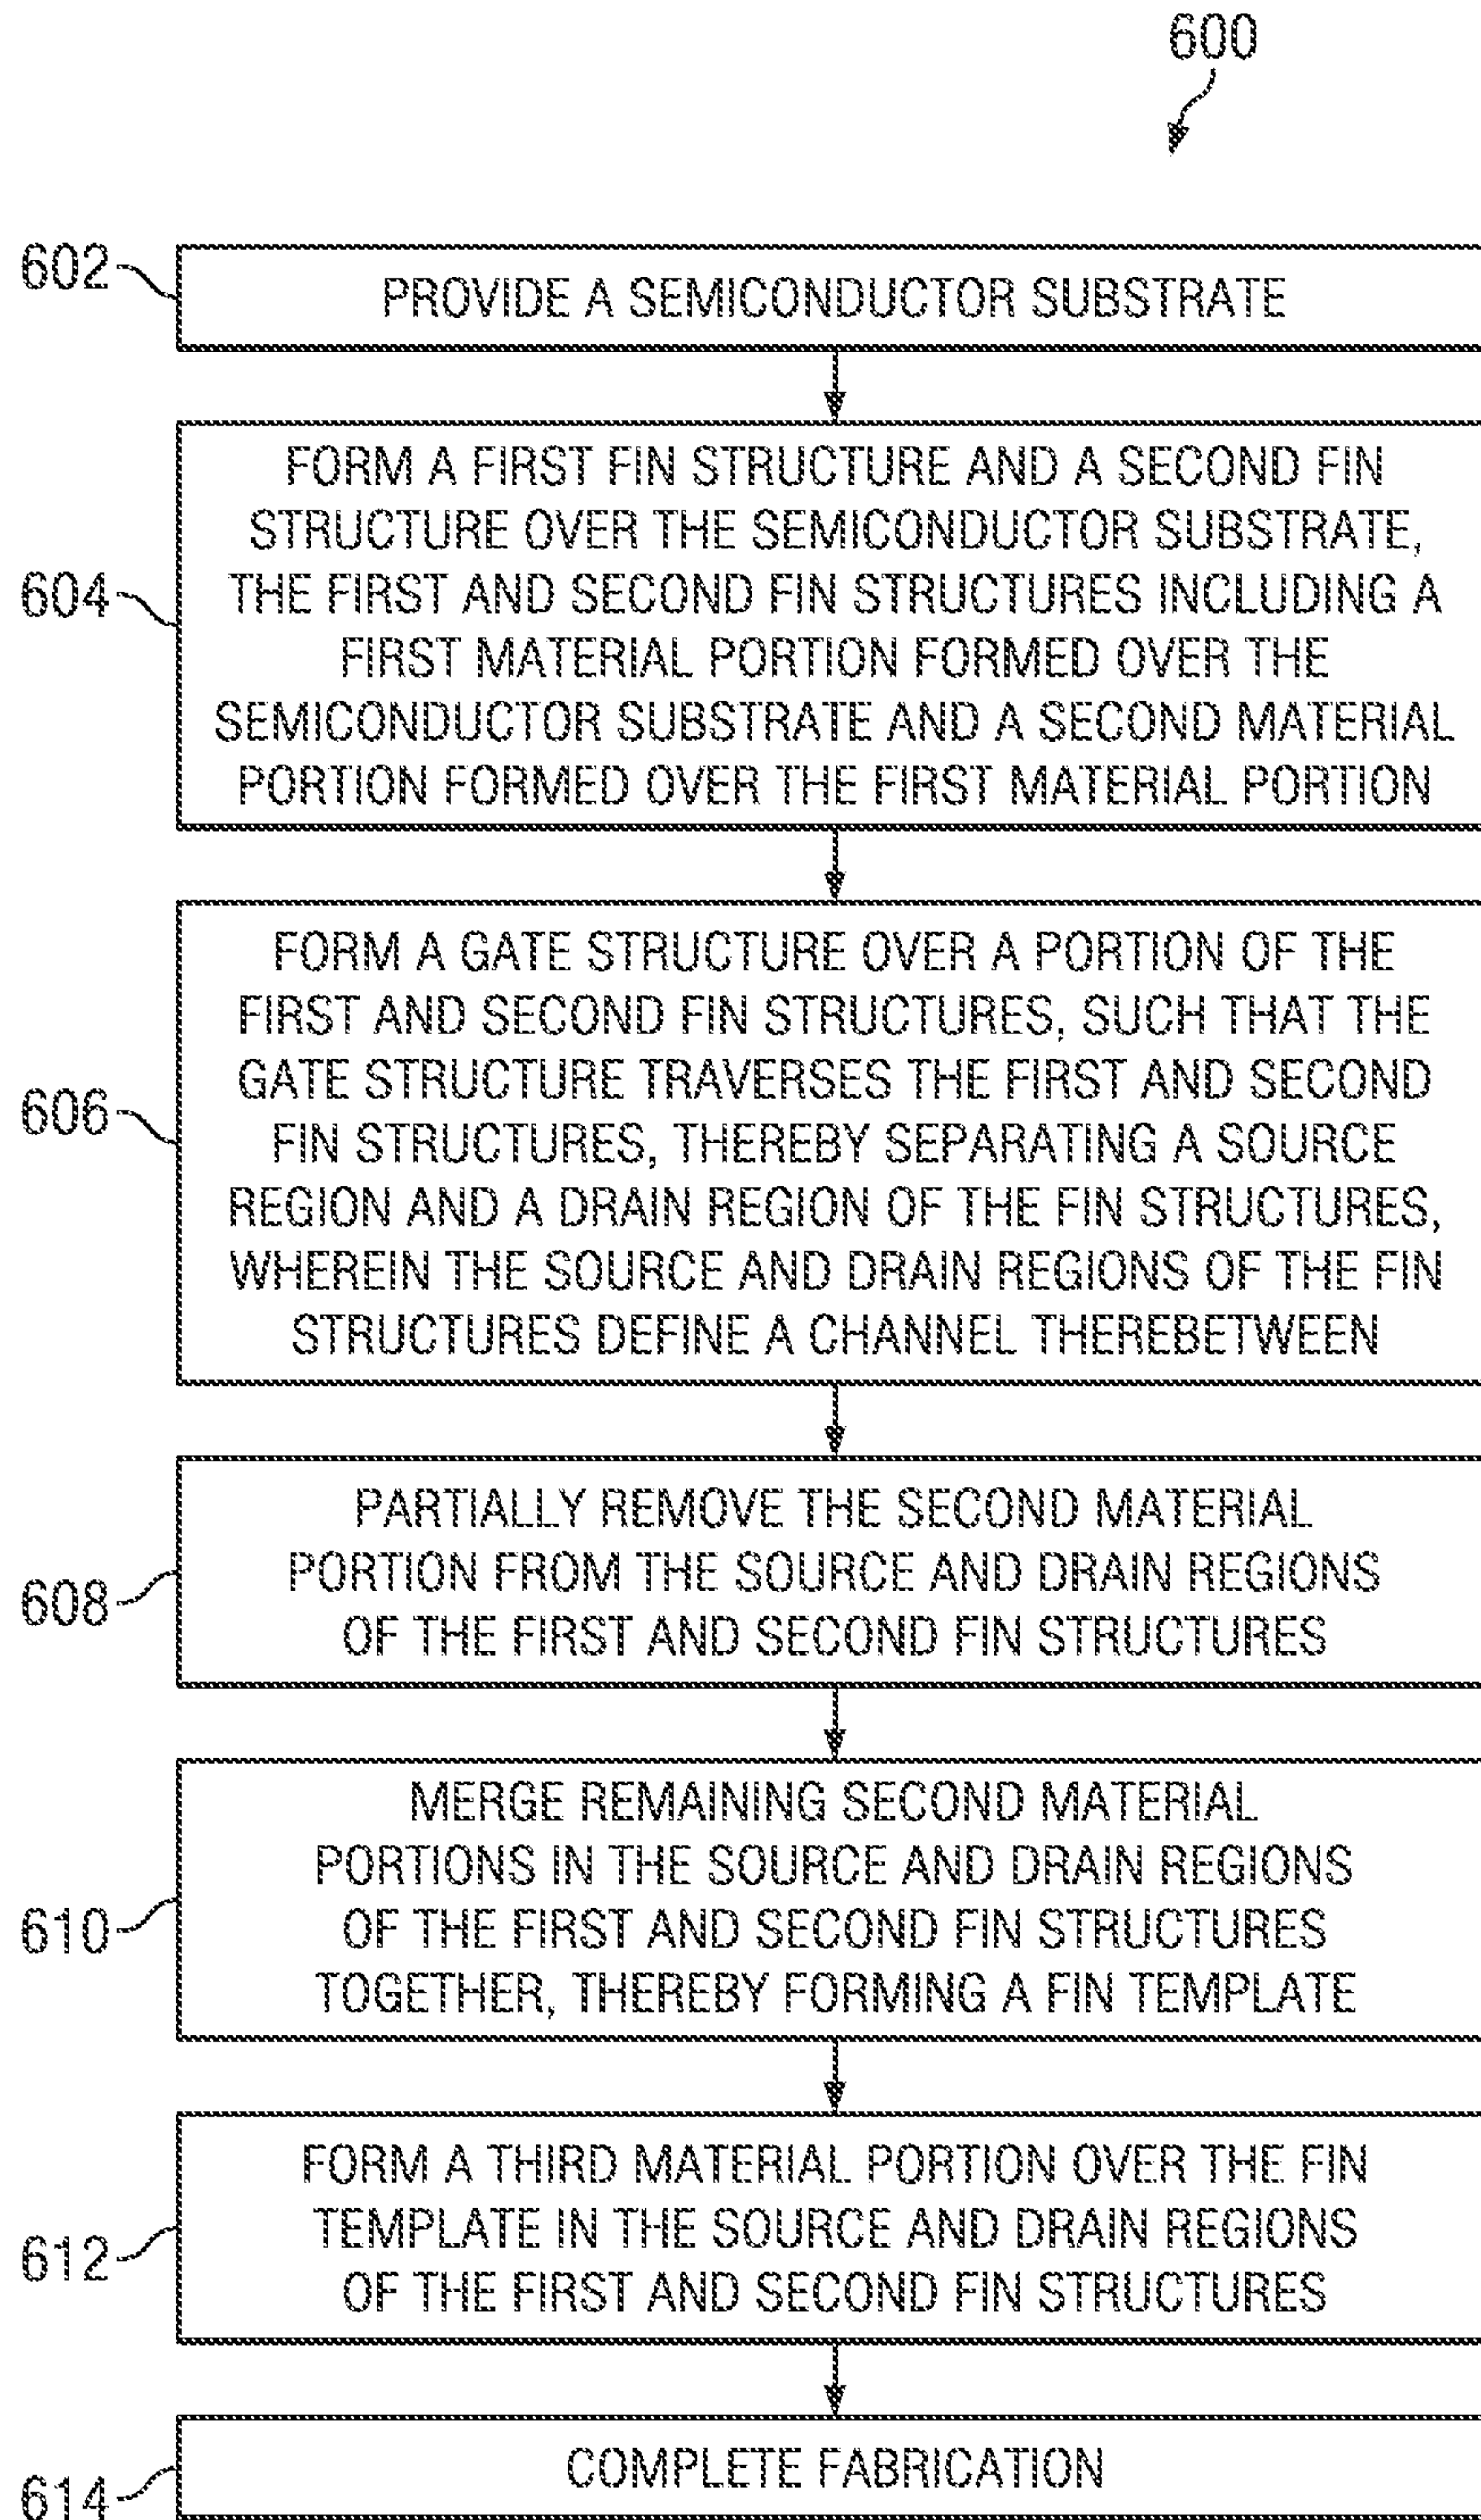 600
602
PROVIDE A SEMICONDUCTOR SUBSTRATE
604
FORM A FIRST FIN STRUCTURE AND A SECOND FIN
STRUCTURE OVER THE SEMICONDUCTOR SUBSTRATE,
THE FIRST AND SECOND FIN STRUCTURES INCLUDING A
FIRST MATERIAL PORTION FORMED OVER THE
SEMICONDUCTOR SUBSTRATE AND A SECOND MATERIAL
PORTION FORMED OVER THE FIRST MATERIAL PORTION
606
FORM A GATE STRUCTURE OVER A PORTION OF THE
FIRST AND SECOND FIN STRUCTURES, SUCH THAT THE
GATE STRUCTURE TRAVERSES THE FIRST AND SECOND
FIN STRUCTURES, THEREBY SEPARATING A SOURCE
REGION AND A DRAIN REGION OF THE FIN STRUCTURES,
WHEREIN THE SOURCE AND DRAIN REGIONS OF THE FIN
STRUCTURES DEFINE A CHANNEL THEREBETWEEN
608
PARTIALLY REMOVE THE SECOND MATERIAL
PORTION FROM THE SOURCE AND DRAIN REGIONS
OF THE FIRST AND SECOND FIN STRUCTURES
610
MERGE REMAINING SECOND MATERIAL
PORTIONS IN THE SOURCE AND DRAIN REGIONS
OF THE FIRST AND SECOND FIN STRUCTURES
TOGETHER, THEREBY FORMING A FIN TEMPLATE
612
FORM A THIRD MATERIAL PORTION OVER THE FIN
TEMPLATE IN THE SOURCE AND DRAIN REGIONS
OF THE FIRST AND SECOND FIN STRUCTURES
614
COMPLETE FABRICATION